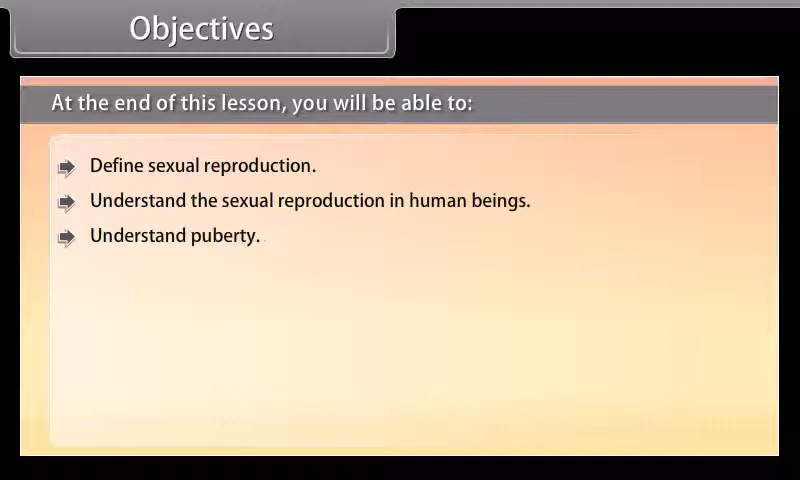 Objectives
At the end of this lesson, you will be able to:
Define sexual reproduction.
Understand the sexual reproduction in human beings.
Understand puberty.